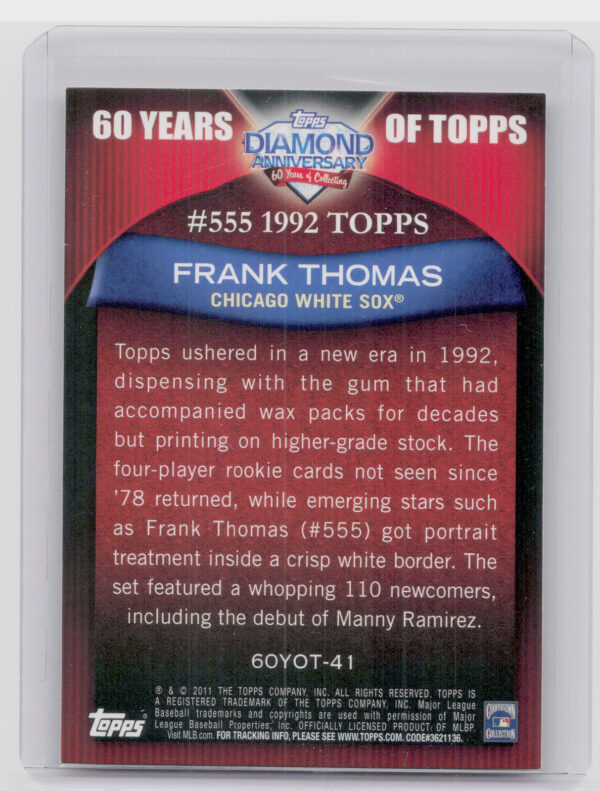 60 YEARS OF TOPPS
Topps
DIAMOND
ANNIVERSARY
60 Years of Collecting
#555 1992 TOPPS
FRANK THOMAS
CHICAGO WHITE SOX®
Topps ushered in a new era in 1992,
dispensing with the gum that had
accompanied wax packs for decades
but printing on higher-grade stock. The
four-player rookie cards not seen since
'78 returned, while emerging stars such
as Frank Thomas (#555) got portrait
treatment inside a crisp white border. The
set featured a whopping 110 newcomers,
including the debut of Manny Ramirez.
60YOT-41
® & © 2011 THE TOPPS COMPANY, INC. ALL RIGHTS RESERVED. TOPPS IS
A REGISTERED TRADEMARK OF THE TOPPS COMPANY, INC. Major League
Baseball trademarks and copyrights are used with permission of Major
League Baseball Properties, Inc. OFFICIALLY LICENSED PRODUCT OF MLBP.
Visit MLB.com. FOR TRACKING INFO, PLEASE SEE WWW.TOPPS.COM. CODE#3621136.
Topps
COOPERSTOWN
COLLECTION